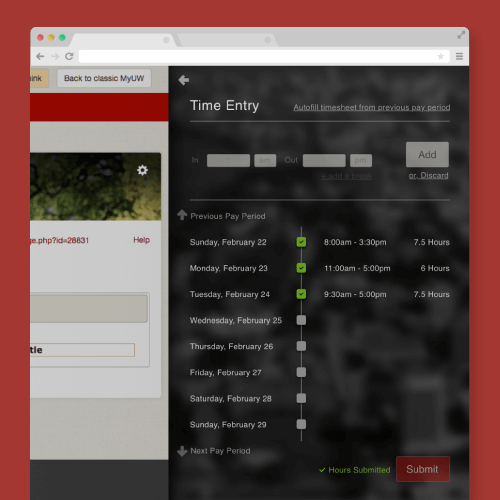 ink
Back to classic MyUW
Time Entry
Autofill timesheet from previous pay period
In
am
Out
pm
Add
+ add a break
or, Discard
Previous Pay Period
ge.php?id=28831
Help
Sunday, February 22
8:00am - 3:30pm
7.5 Hours
Monday, February 23
11:00am - 5:00pm
6 Hours
Tuesday, February 24
9:30am - 5:00pm
7.5 Hours
Wednesday, February 25
Thursday, February 26
tle
Friday, February 27
Saturday, February 28
Sunday, February 29
Next Pay Period
Hours Submitted
Submit